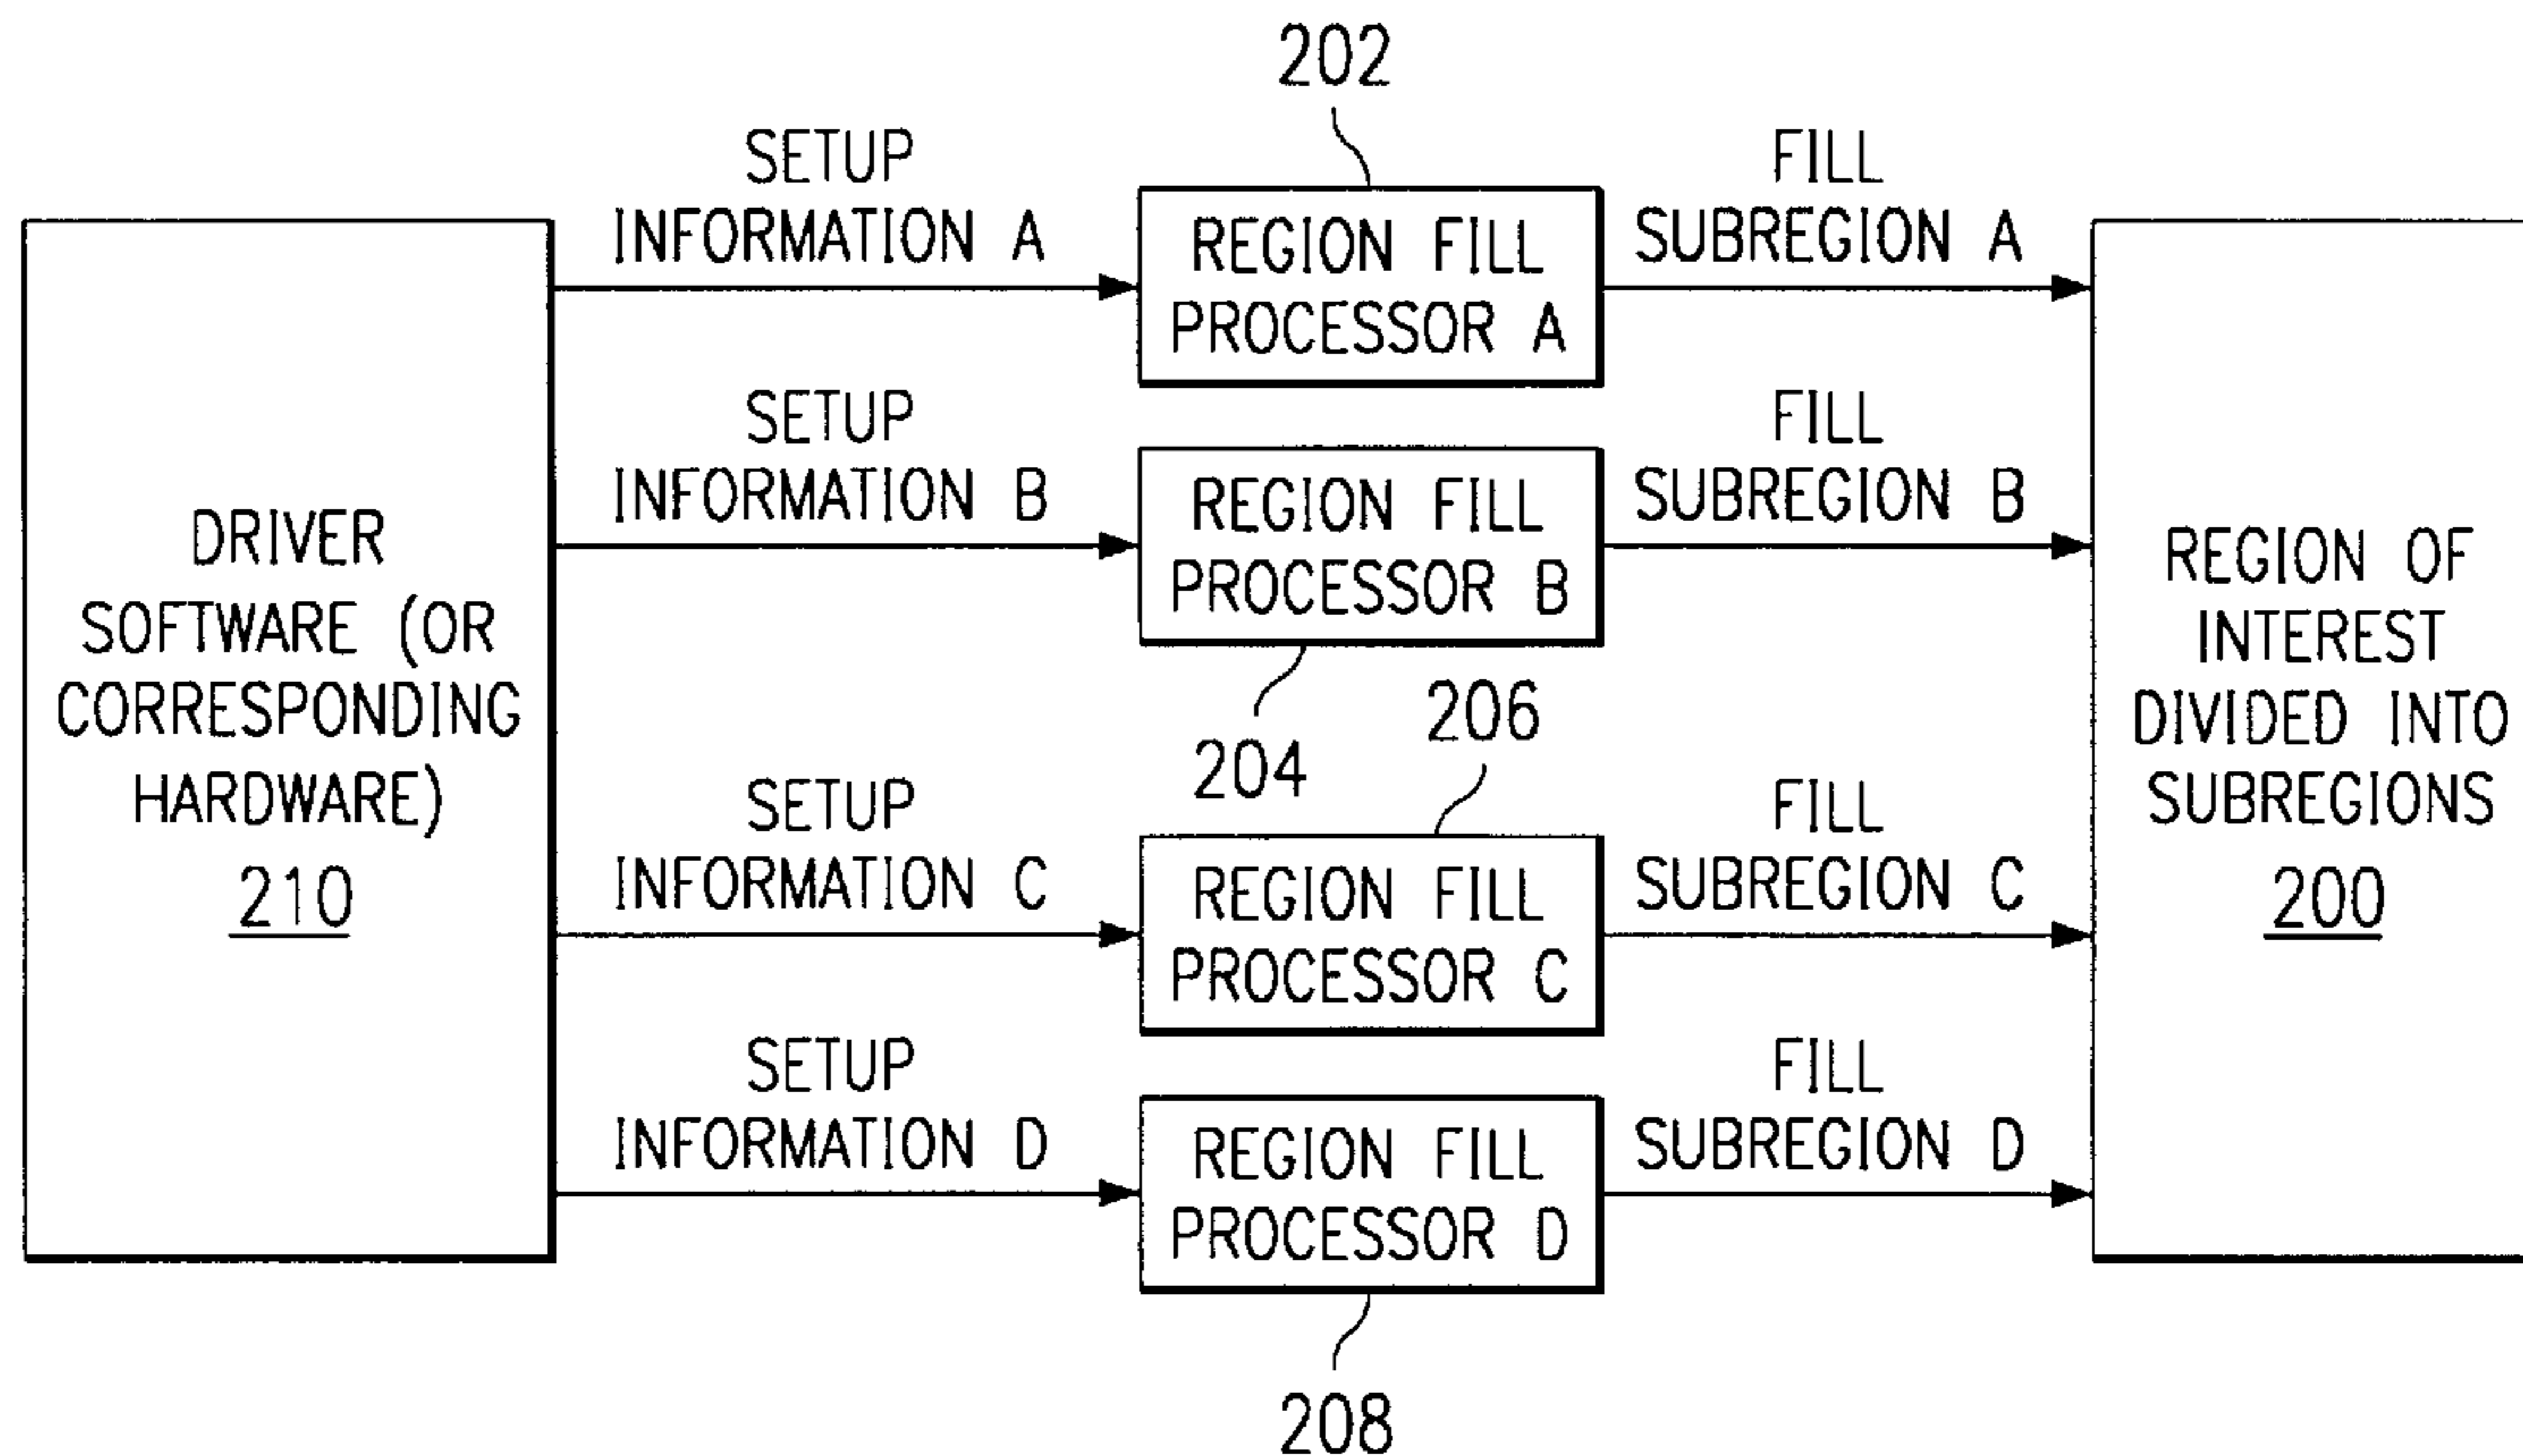 202
SETUP
INFORMATION A
REGION FILL
PROCESSOR A
FILL
SUBREGION A
SETUP
INFORMATION B
REGION FILL
PROCESSOR B
204
FILL
SUBREGION B
DRIVER
SOFTWARE (OR
CORRESPONDING
HARDWARE)
210
206
SETUP
INFORMATION C
REGION FILL
PROCESSOR C
FILL
SUBREGION C
SETUP
INFORMATION D
REGION FILL
PROCESSOR D
208
FILL
SUBREGION D
REGION OF
INTEREST
DIVIDED INTO
SUBREGIONS
200